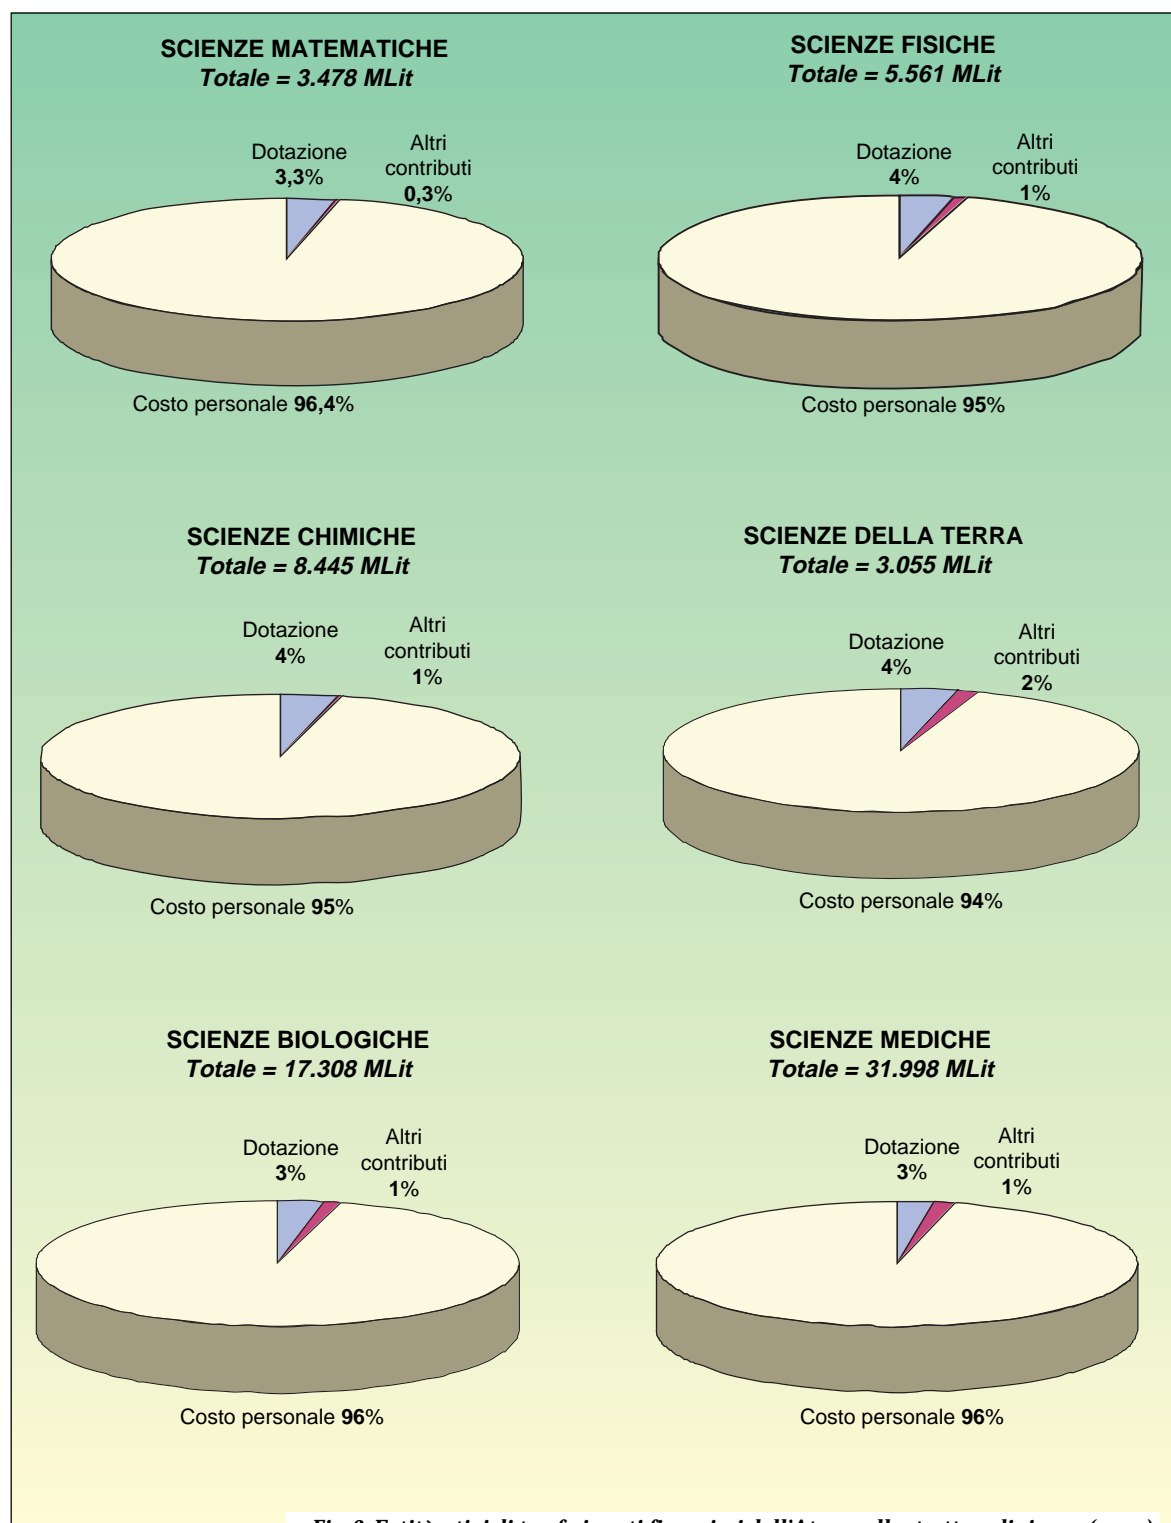 SCIENZE MATEMATICHE
Totale = 3.478 MLit
Dotazione
3,3%
Altri
contributi
0,3%
Costo personale 96,4%
SCIENZE FISICHE
Totale = 5.561 MLit
Dotazione
4%
Altri
contributi
1%
Costo personale 95%
SCIENZE CHIMICHE
Totale = 8.445 MLit
Dotazione
4%
Altri
contributi
1%
Costo personale 95%
SCIENZE DELLA TERRA
Totale = 3.055 MLit
Dotazione
4%
Altri
contributi
2%
Costo personale 94%
SCIENZE BIOLOGICHE
Totale = 17.308 MLit
Dotazione
3%
Altri
contributi
1%
Costo personale 96%
SCIENZE MEDICHE
Totale = 31.998 MLit
Dotazione
3%
Altri
contributi
1%
Costo personale 96%